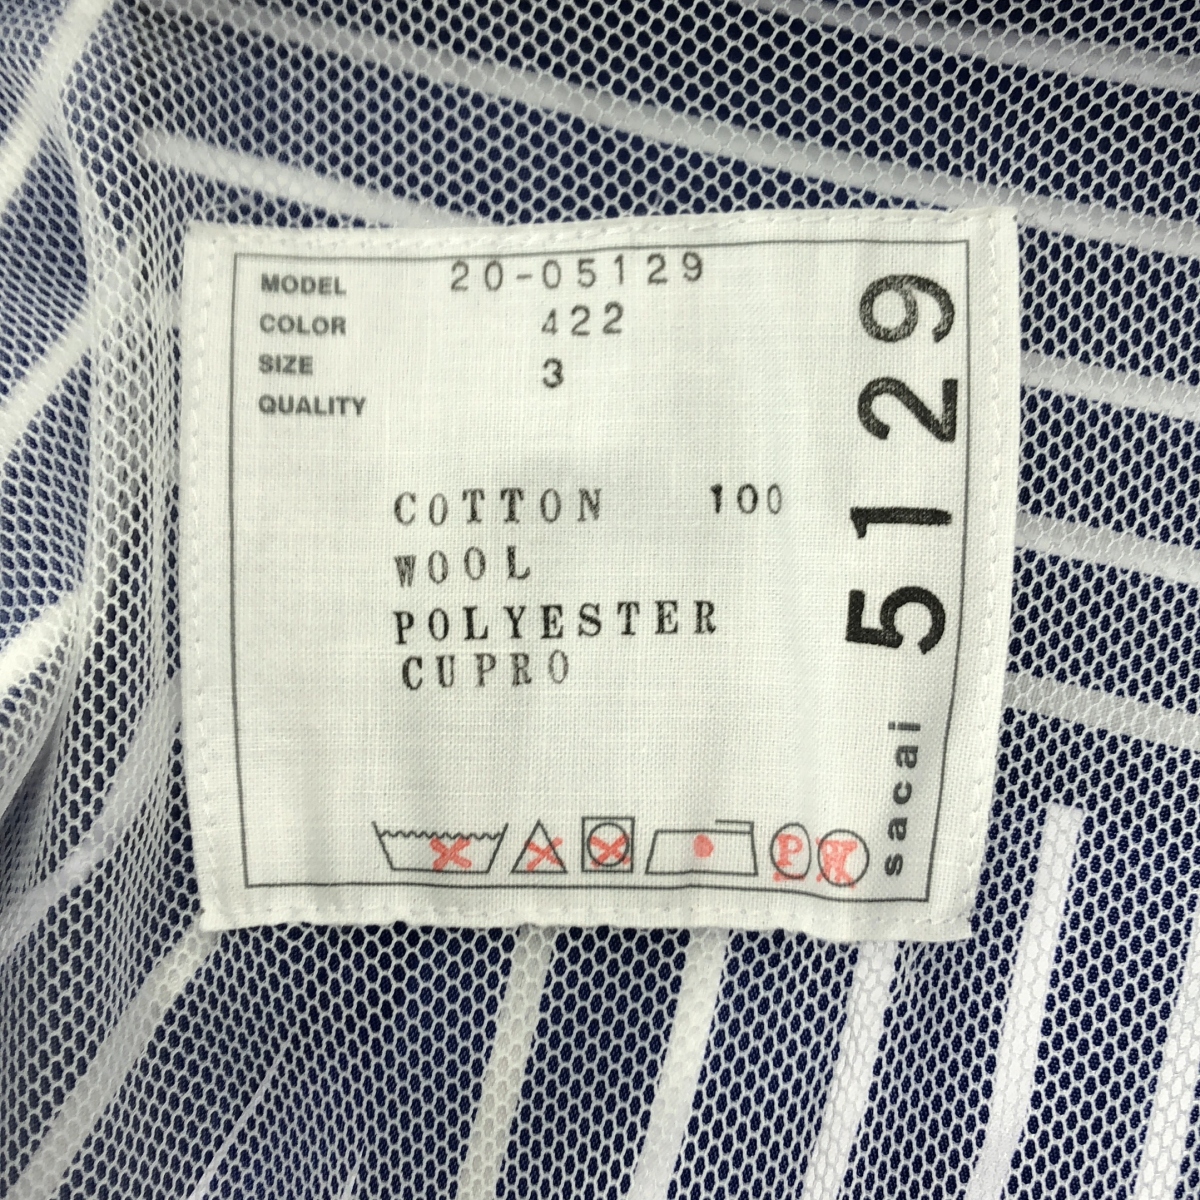 MODEL 20-05129
COLOR 422
SIZE 3
QUALITY
COTTON 100
WOOL
POLYESTER
CUPRO
P
sacai 5129